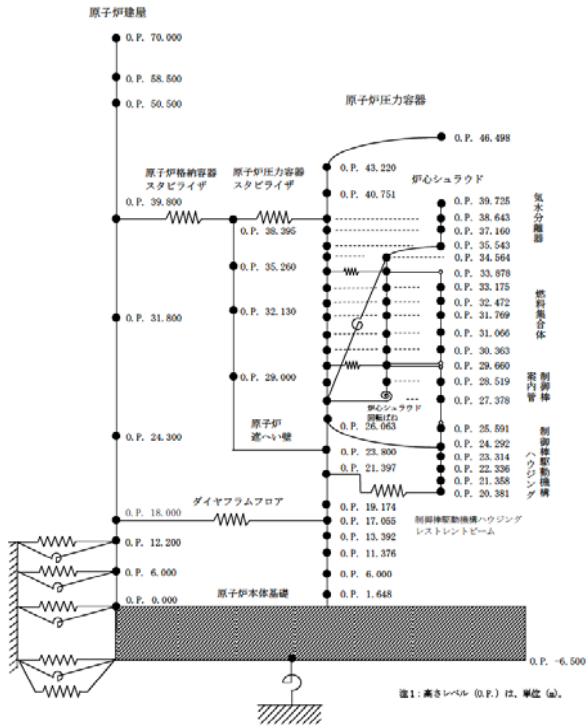 原子炉建屋
O.P. 70.000
O.P. 58.500
O.P. 50.500
原子炉圧力容器
O.P. 46.498
O.P. 43.220
O.P. 40.751
原子炉格納容器
スタビライザ
原子炉圧力容器
スタビライザ
炉心シュラウド
O.P. 39.800
O.P. 38.395
O.P. 35.260
O.P. 32.130
O.P. 29.000
O.P. 31.800
O.P. 24.300
O.P. 39.725
O.P. 38.643
O.P. 37.160
O.P. 35.543
O.P. 34.564
O.P. 33.878
O.P. 33.175
O.P. 32.472
O.P. 31.769
O.P. 31.066
O.P. 30.363
O.P. 29.660
O.P. 28.519
O.P. 27.378
O.P. 25.591
O.P. 24.292
O.P. 23.314
O.P. 22.336
O.P. 21.358
O.P. 20.381
気水分離器
燃料集合体
制御棒
案内管
制御棒駆動機構
ハウジング
炉心シュラウド
回転ばね
原子炉
遮へい壁
O.P. 26.063
O.P. 23.800
O.P. 21.397
O.P. 19.174
O.P. 17.055
O.P. 13.392
O.P. 11.376
O.P. 6.000
O.P. 1.648
制御棒駆動機構ハウジング
レストレントビーム
ダイヤフラムフロア
O.P. 18.000
O.P. 12.200
O.P. 6.000
O.P. 0.000
原子炉本体基礎
O.P. -6.500
注1：高さレベル（O.P.）は、単位（m）。